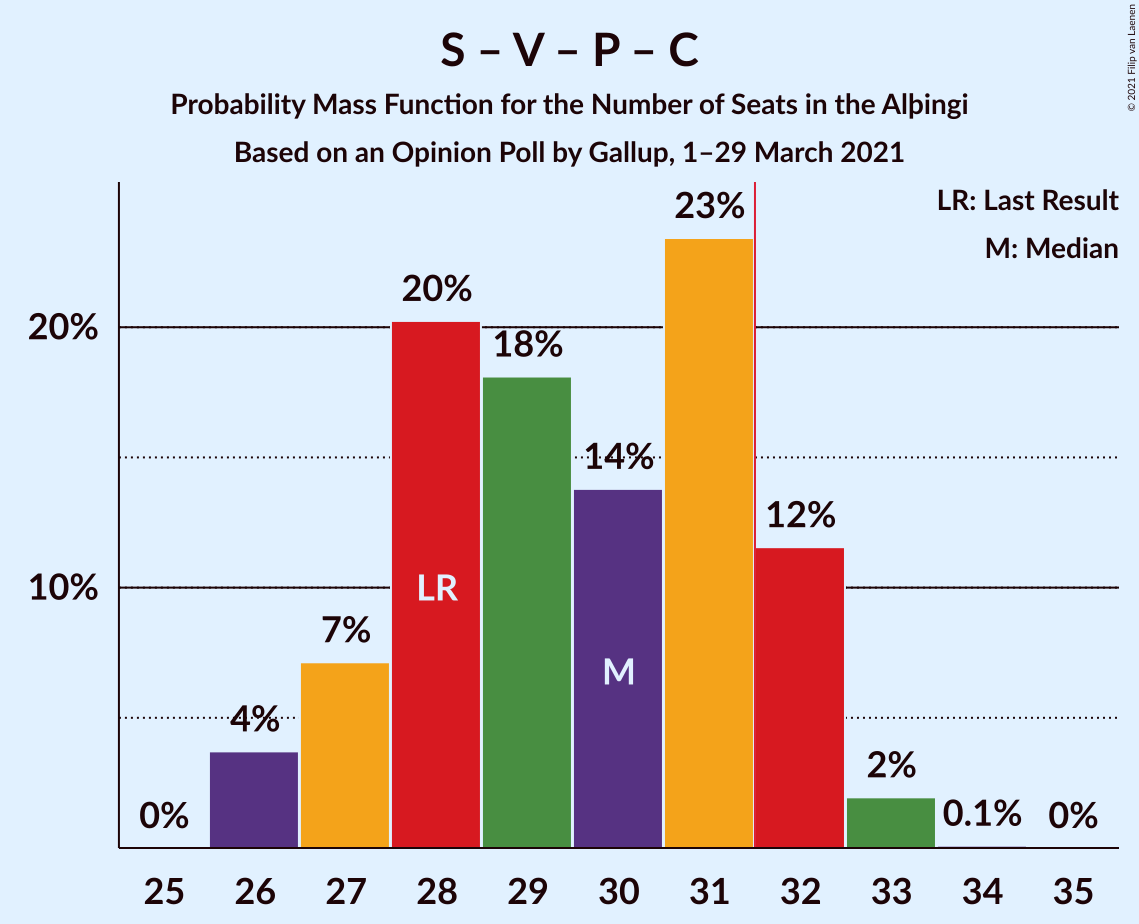 S – V – P – C
Probability Mass Function for the Number of Seats in the Alþingi
Based on an Opinion Poll by Gallup, 1–29 March 2021
© 2021 Filip van Laenen
LR: Last Result
M: Median
23%
20%
20%
18%
14%
12%
10%
LR
7%
M
4%
2%
0%
0.1%
0%
25 26 27 28 29 30 31 32 33 34 35